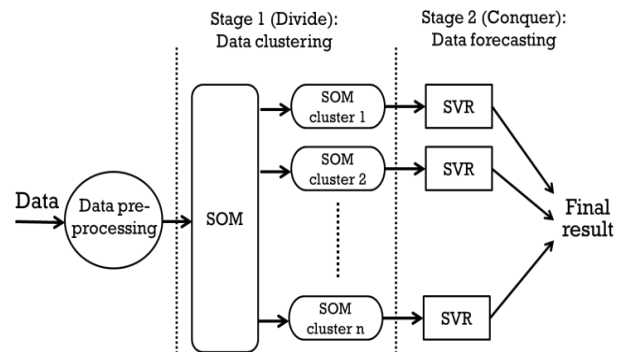 Stage 1 (Divide):
Data clustering
Stage 2 (Conquer):
Data forecasting
Data
Data pre-
processing
SOM
SOM
cluster 1
SOM
cluster 2
SOM
cluster n
SVR
SVR
SVR
Final
result